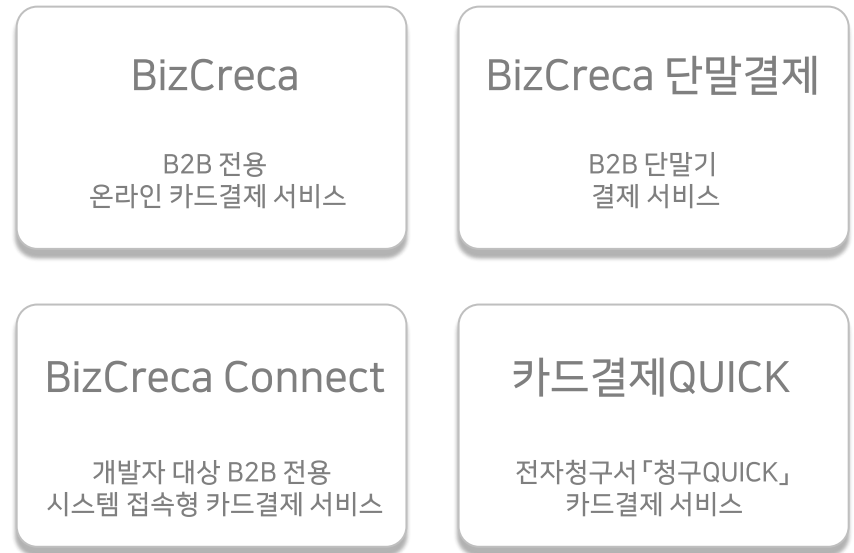 BizCreca
B2B 전용
온라인 카드결제 서비스
BizCreca 단말결제
B2B 단말기
결제 서비스
BizCreca Connect
개발자 대상 B2B 전용
시스템 접속형 카드결제 서비스
카드결제QUICK
전자청구서 「청구QUICK」
카드결제 서비스